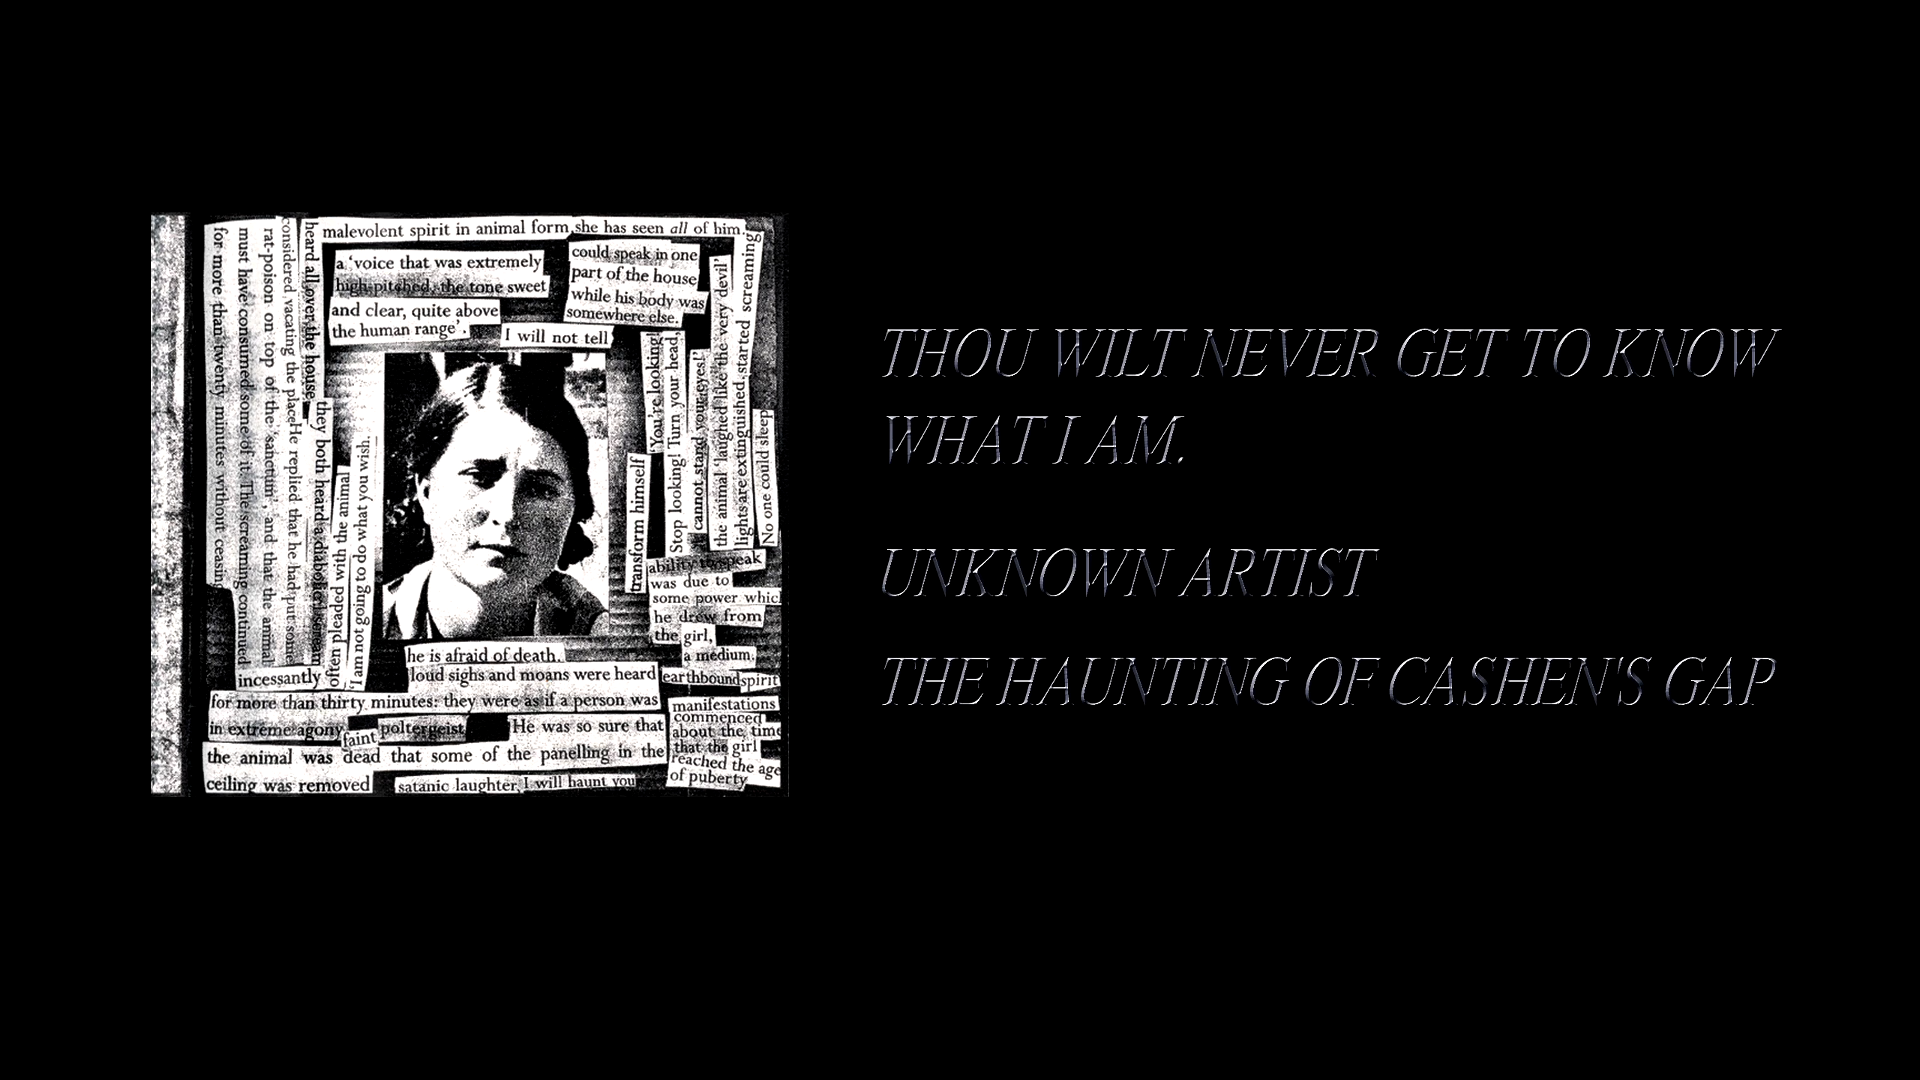 malevolent spirit in animal form
she has seen all of him.
a 'voice that was extremely
high-pitched, the tone sweet
and clear, quite above
the human range'.
could speak in one
part of the house
while his body was
somewhere else.
I will not tell
for more than twenty minutes without ceasing
must have consumed some of it. The screaming continued
incessantly
rat-poison on top of the 'sanctum', and that the animal
considered vacating the place
He replied that he had put some
heard all over the house,
they both heard a diabolical scream
often pleaded with the animal
'I am not going to do what you wish.
transform himself
'You're looking!
Stop looking! Turn your head,
I cannot stand your eyes!'
the animal 'laughed like the very devil'
lights are extinguished, started screaming
No one could sleep
ability to speak
was due to
some power whic
he drew from
the girl,
a medium.
earthbound spirit
he is afraid of death.
loud sighs and moans were heard
for more than thirty minutes: they were as if a person was
in extreme agony
faint
poltergeist
He was so sure that
the animal was dead that some of the panelling in the
ceiling was removed
satanic laughter
I will haunt you
manifestations
commenced
about the time
that the girl
reached the age
of puberty
THOU WILT NEVER GET TO KNOW
WHAT I AM.
UNKNOWN ARTIST
THE HAUNTING OF CASHEN'S GAP